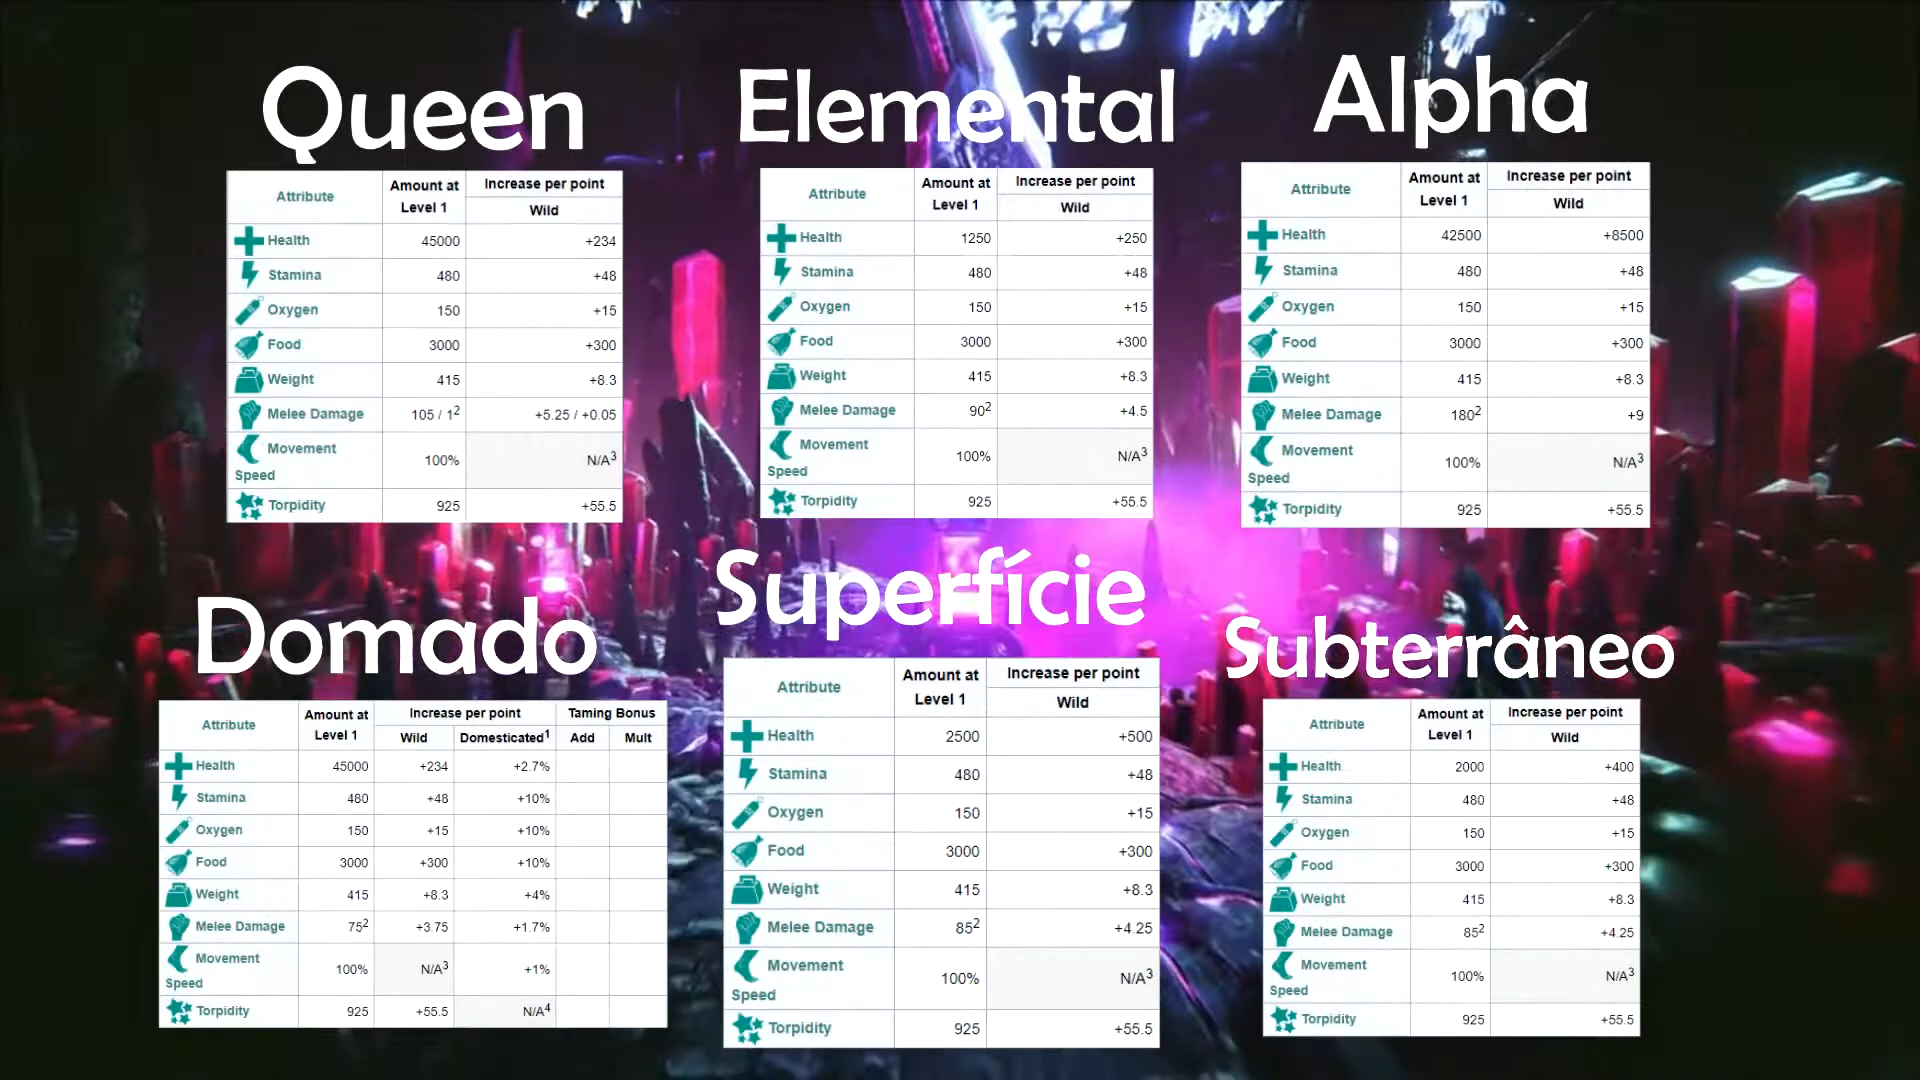 Queen
Attribute Amount at Level 1 Increase per point
Wild
Health 45000 +234
Stamina 480 +48
Oxygen 150 +15
Food 3000 +300
Weight 415 +8.3
Melee Damage 105 / 1² +5.25 / +0.05
Movement Speed 100% N/A³
Torpidity 925 +55.5
Elemental
Attribute Amount at Level 1 Increase per point
Wild
Health 1250 +250
Stamina 480 +48
Oxygen 150 +15
Food 3000 +300
Weight 415 +8.3
Melee Damage 90² +4.5
Movement Speed 100% N/A³
Torpidity 925 +55.5
Alpha
Attribute Amount at Level 1 Increase per point
Wild
Health 42500 +8500
Stamina 480 +48
Oxygen 150 +15
Food 3000 +300
Weight 415 +8.3
Melee Damage 180² +9
Movement Speed 100% N/A³
Torpidity 925 +55.5
Domado
Attribute Amount at Level 1 Increase per point Taming Bonus
Wild Domesticated¹ Add Mult
Health 45000 +234 +2.7%
Stamina 480 +48 +10%
Oxygen 150 +15 +10%
Food 3000 +300 +10%
Weight 415 +8.3 +4%
Melee Damage 75² +3.75 +1.7%
Movement Speed 100% N/A³ +1%
Torpidity 925 +55.5 N/A⁴
Superfície
Attribute Amount at Level 1 Increase per point
Wild
Health 2500 +500
Stamina 480 +48
Oxygen 150 +15
Food 3000 +300
Weight 415 +8.3
Melee Damage 85² +4.25
Movement Speed 100% N/A³
Torpidity 925 +55.5
Subterrâneo
Attribute Amount at Level 1 Increase per point
Wild
Health 2000 +400
Stamina 480 +48
Oxygen 150 +15
Food 3000 +300
Weight 415 +8.3
Melee Damage 85² +4.25
Movement Speed 100% N/A³
Torpidity 925 +55.5